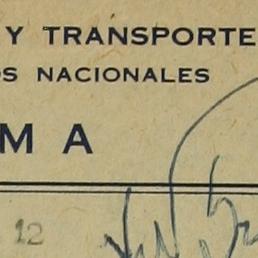 Y TRANSPORTE
OS NACIONALES
M A
12